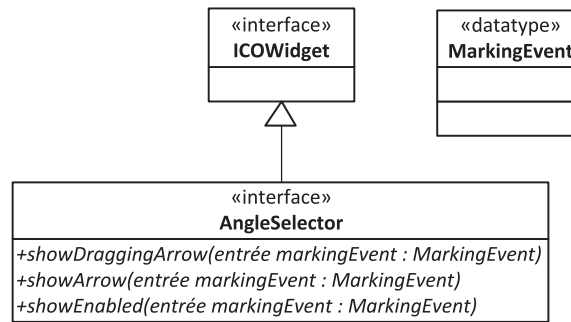 «interface»
ICOWidget
«datatype»
MarkingEvent
«interface»
AngleSelector
+showDraggingArrow(entrée markingEvent : MarkingEvent)
+showArrow(entrée markingEvent : MarkingEvent)
+showEnabled(entrée markingEvent : MarkingEvent)